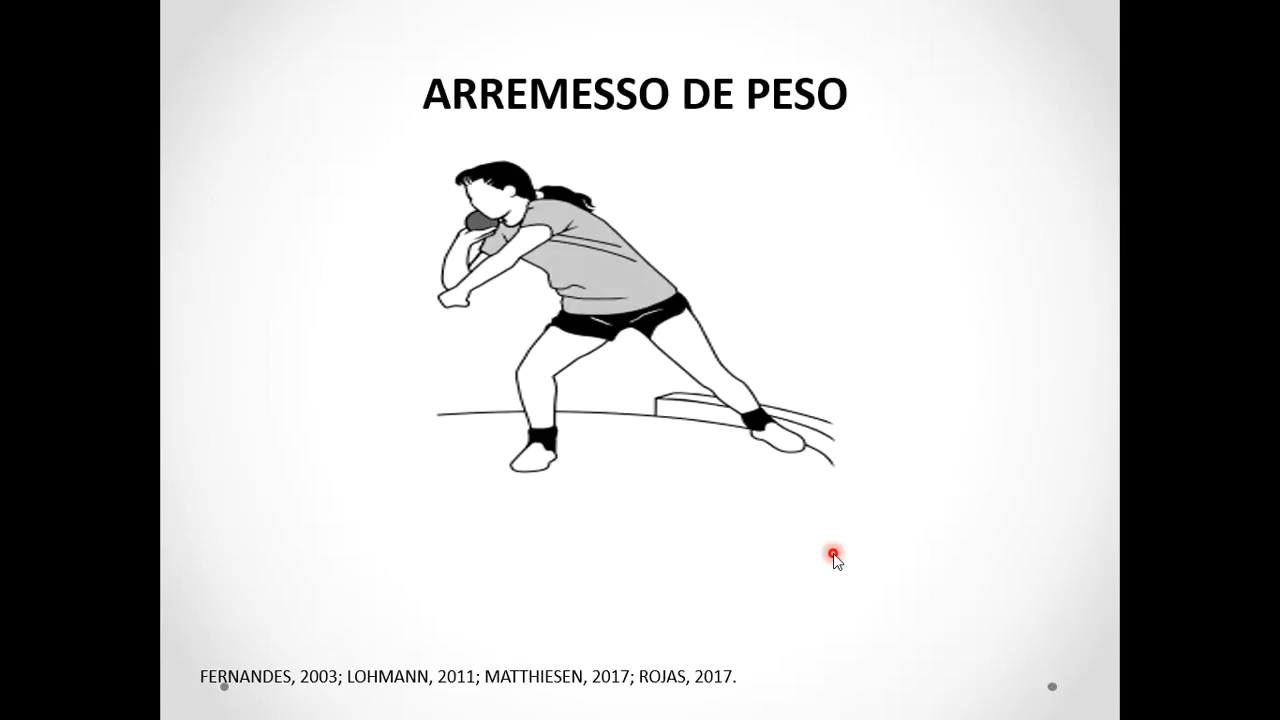 ARREMESSO DE PESO
FERNANDES, 2003; LOHMANN, 2011; MATTHIESEN, 2017; ROJAS, 2017.